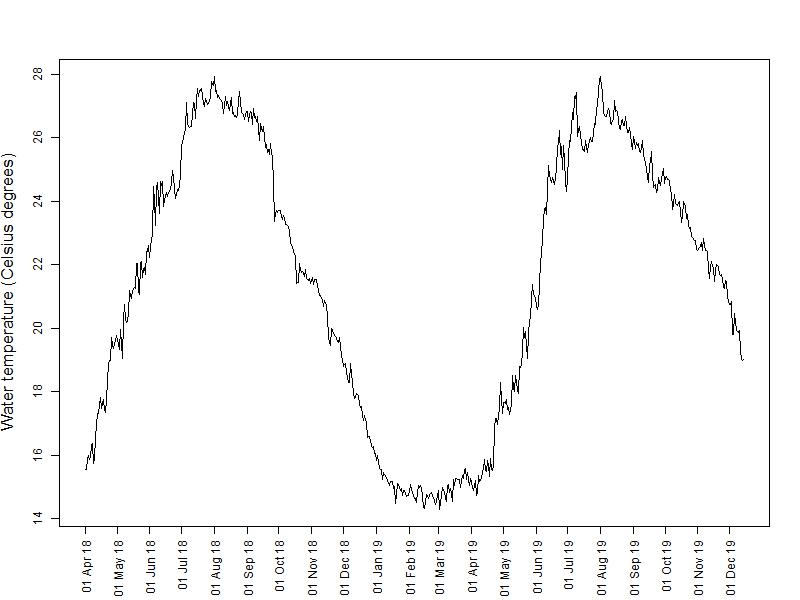 Water temperature (Celsius degrees)
28
26
24
22
20
18
16
14
01 Apr 18
01 May 18
01 Jun 18
01 Jul 18
01 Aug 18
01 Sep 18
01 Oct 18
01 Nov 18
01 Dec 18
01 Jan 19
01 Feb 19
01 Mar 19
01 Apr 19
01 May 19
01 Jun 19
01 Jul 19
01 Aug 19
01 Sep 19
01 Oct 19
01 Nov 19
01 Dec 19